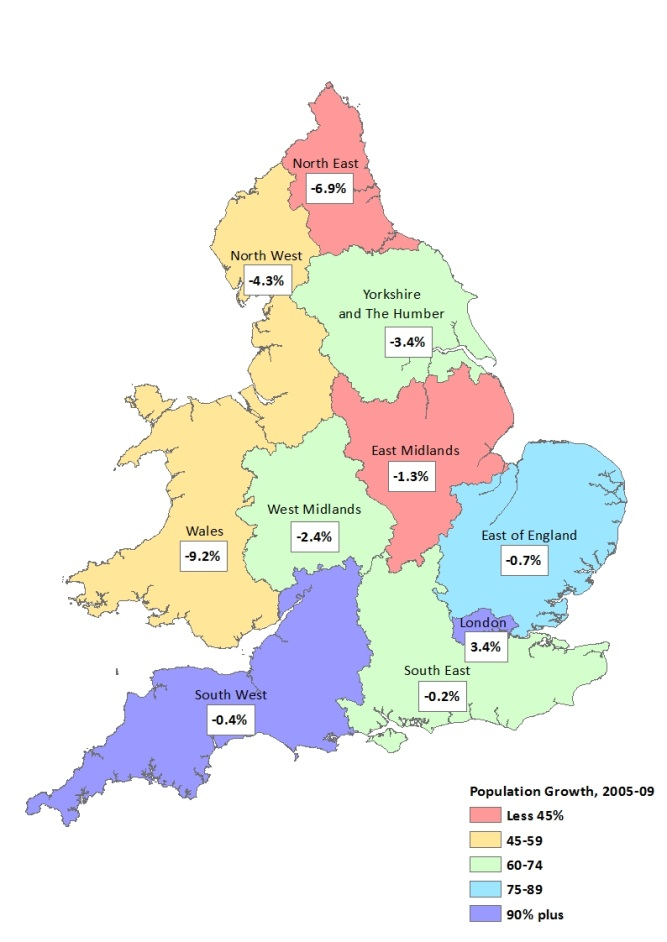 North East
-6.9%
North West
-4.3%
Yorkshire
and The Humber
-3.4%
East Midlands
-1.3%
West Midlands
-2.4%
Wales
-9.2%
East of England
-0.7%
London
3.4%
South East
-0.2%
South West
-0.4%
Population Growth, 2005-09
Less 45%
45-59
60-74
75-89
90% plus